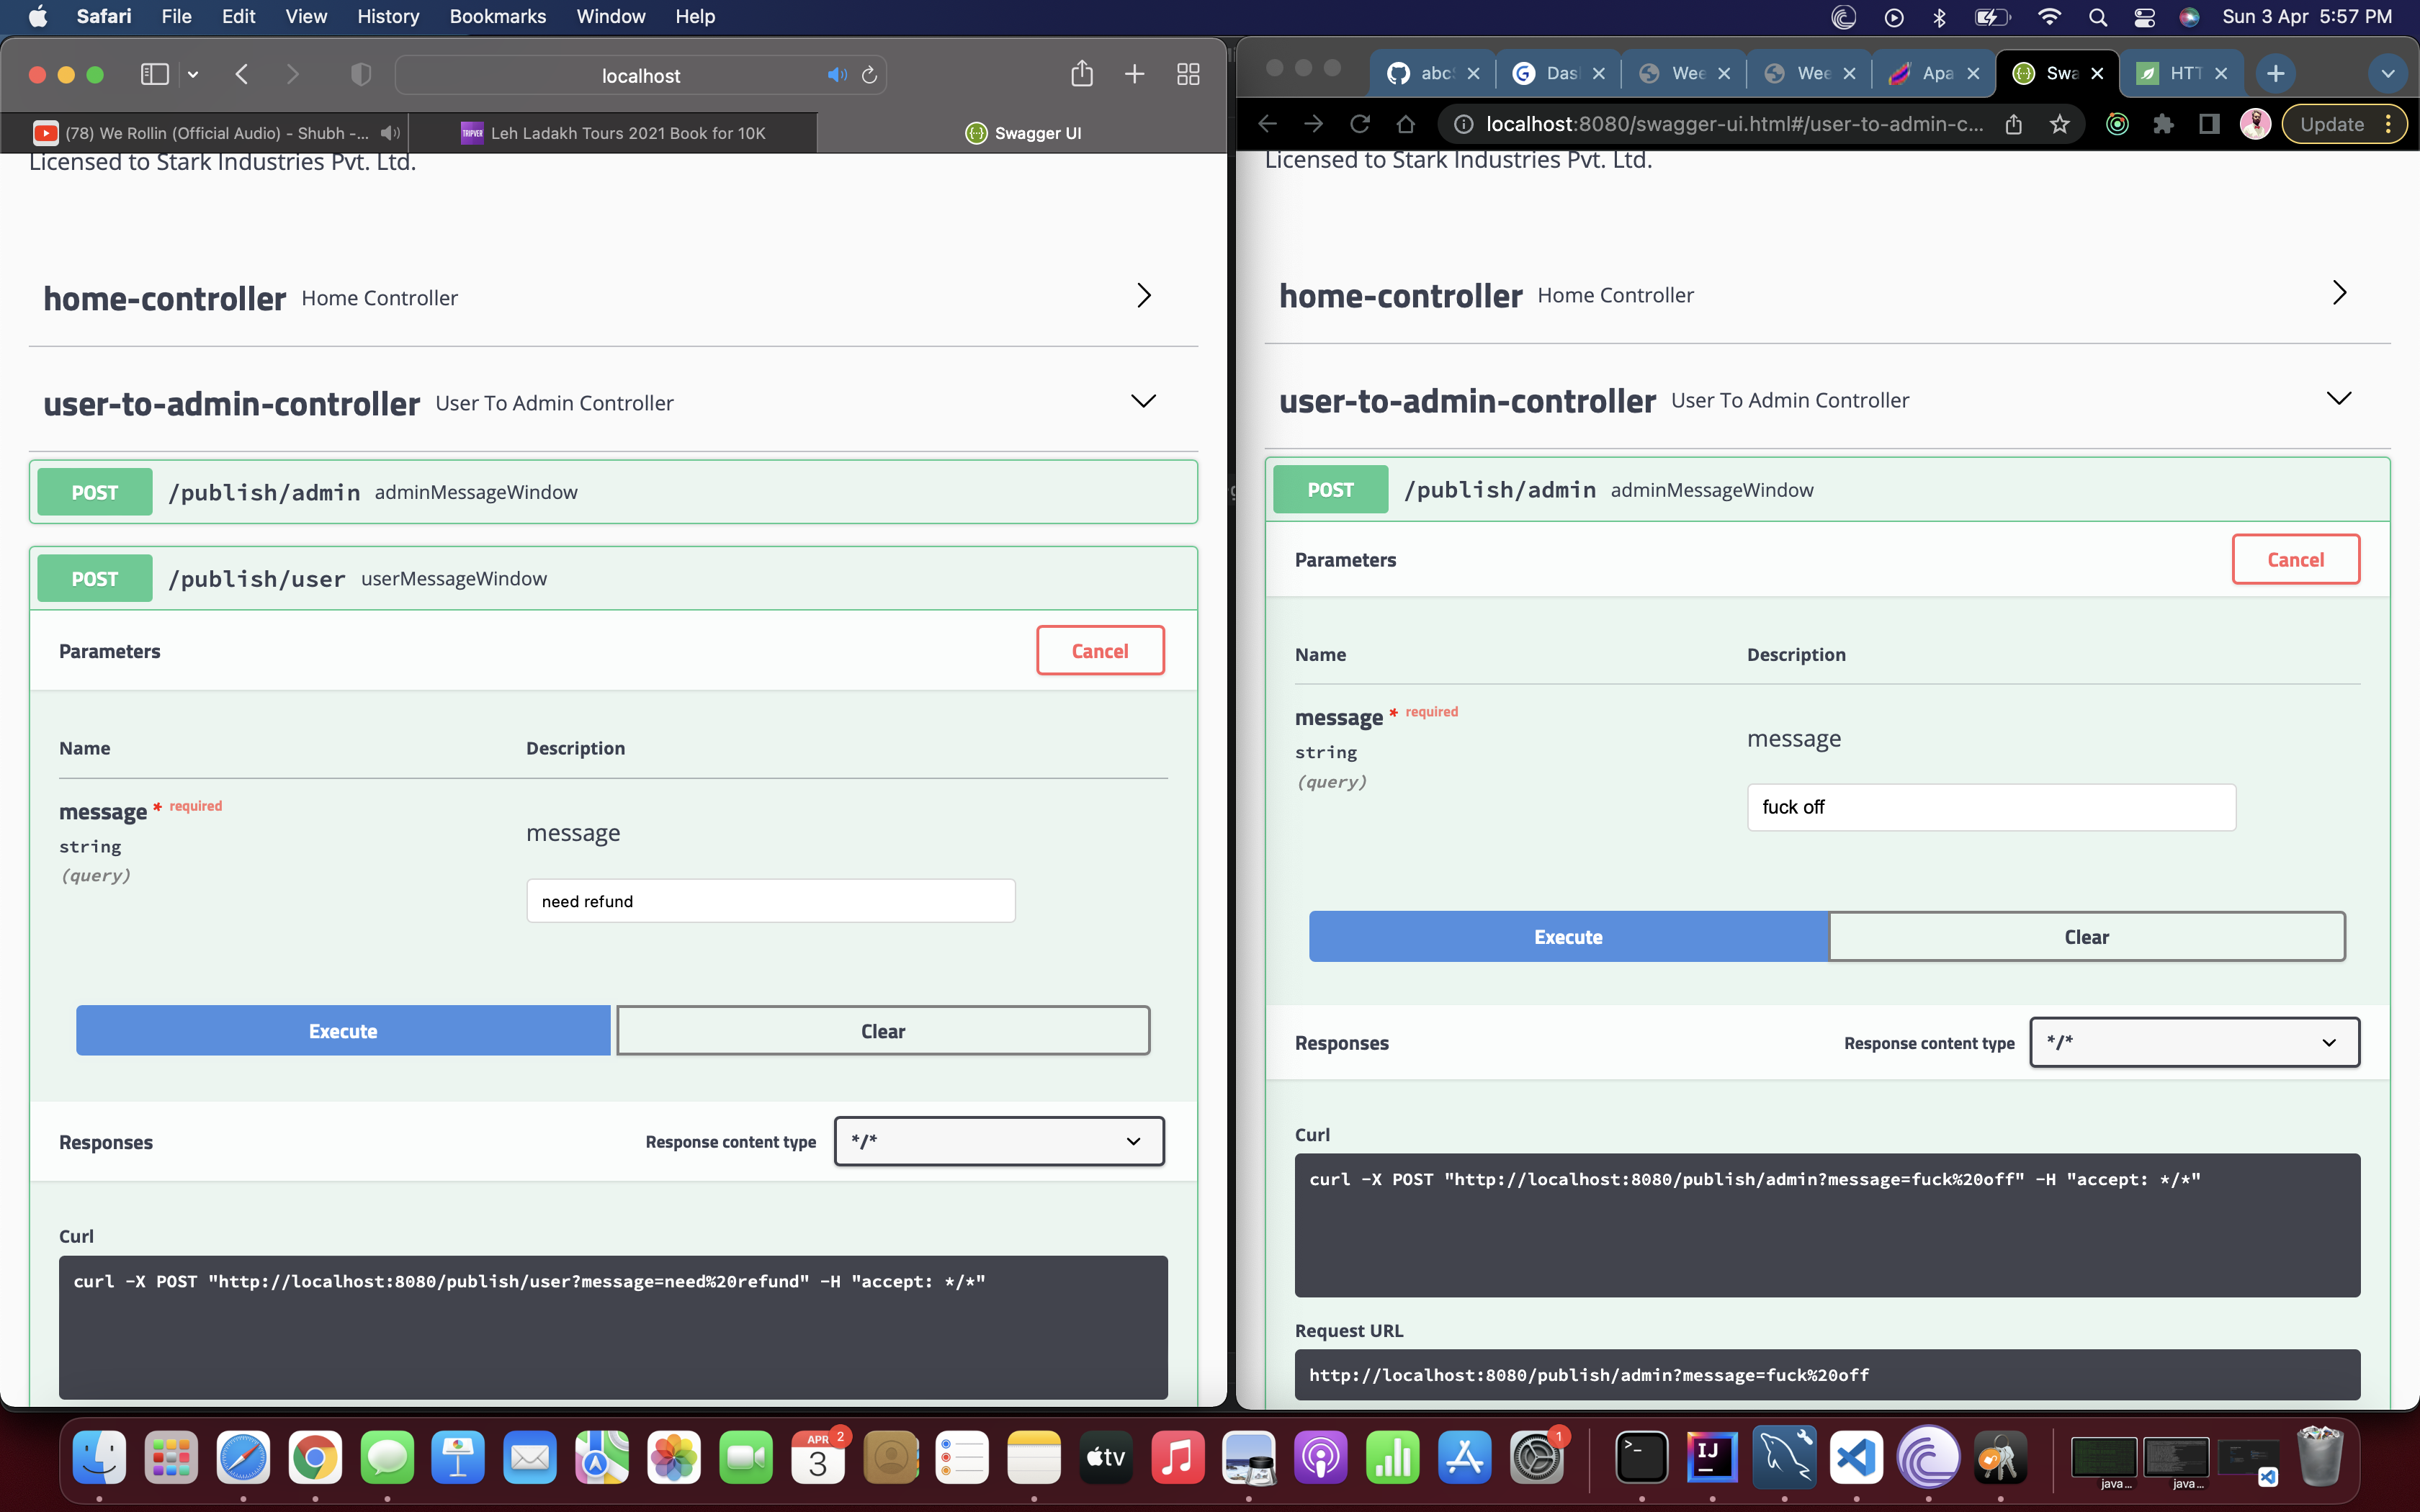 Safari File Edit View History Bookmarks Window Help
Sun 3 Apr 5:57 PM
localhost
(78) We Rollin (Official Audio) - Shubh -...
TRIPVER Leh Ladakh Tours 2021 Book for 10K
Swagger UI
Licensed to Stark Industries Pvt. Ltd.
home-controller Home Controller
user-to-admin-controller User To Admin Controller
POST /publish/admin adminMessageWindow
POST /publish/user userMessageWindow
Parameters
Cancel
Name Description
message * required
string
(query)
message
need refund
Execute
Clear
Responses
Response content type
*/*
Curl
curl -X POST "http://localhost:8080/publish/user?message=need%20refund" -H "accept: */*"
abc
Das
Wee
Wee
Apa
Swa
HTT
localhost:8080/swagger-ui.html#/user-to-admin-c...
Update
Licensed to Stark Industries Pvt. Ltd.
home-controller Home Controller
user-to-admin-controller User To Admin Controller
POST /publish/admin adminMessageWindow
Parameters
Cancel
Name Description
message * required
string
(query)
message
fuck off
Execute
Clear
Responses
Response content type
*/*
Curl
curl -X POST "http://localhost:8080/publish/admin?message=fuck%20off" -H "accept: */*"
Request URL
http://localhost:8080/publish/admin?message=fuck%20off
APR
3
2
tv
1
IJ
java...
java...